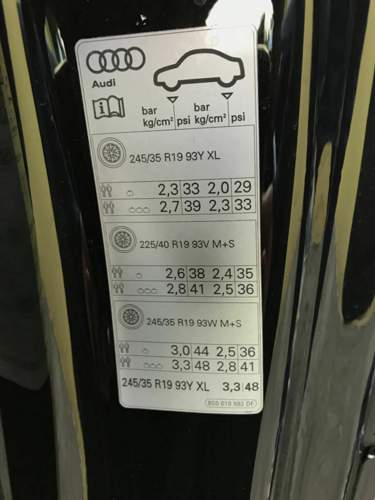 Audi
bar bar
kg/cm² psi kg/cm² psi
245/35 R19 93Y XL
2,3 33 2,0 29
2,7 39 2,3 33
225/40 R19 93V M+S
2,6 38 2,4 35
2,8 41 2,5 36
245/35 R19 93W M+S
3,0 44 2,5 36
3,3 48 2,8 41
245/35 R19 93Y XL 3,3 48